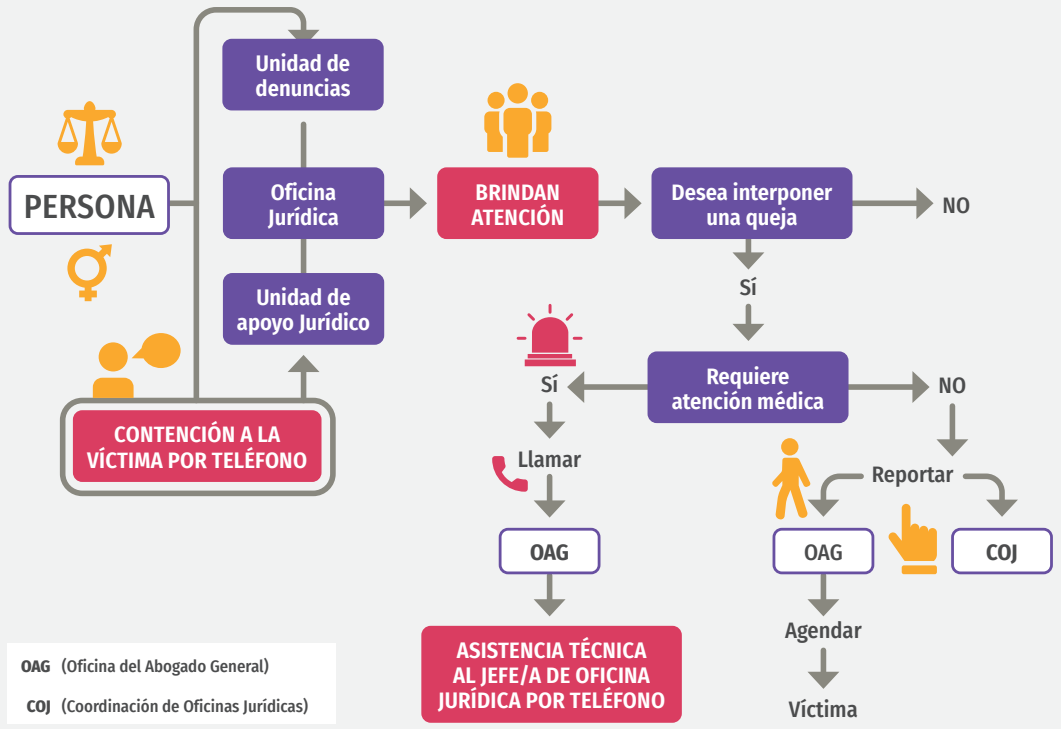 Unidad de
denuncias
PERSONA
Oficina
Jurídica
BRINDAN
ATENCIÓN
Desea interponer
una queja
NO
Unidad de
apoyo Jurídico
Sí
CONTENCIÓN A LA
VÍCTIMA POR TELÉFONO
Requiere
atención médica
Sí
NO
Llamar
Reportar
OAG
OAG
COJ
ASISTENCIA TÉCNICA
AL JEFE/A DE OFICINA
JURÍDICA POR TELÉFONO
Agendar
Víctima
OAG (Oficina del Abogado General)
COJ (Coordinación de Oficinas Jurídicas)